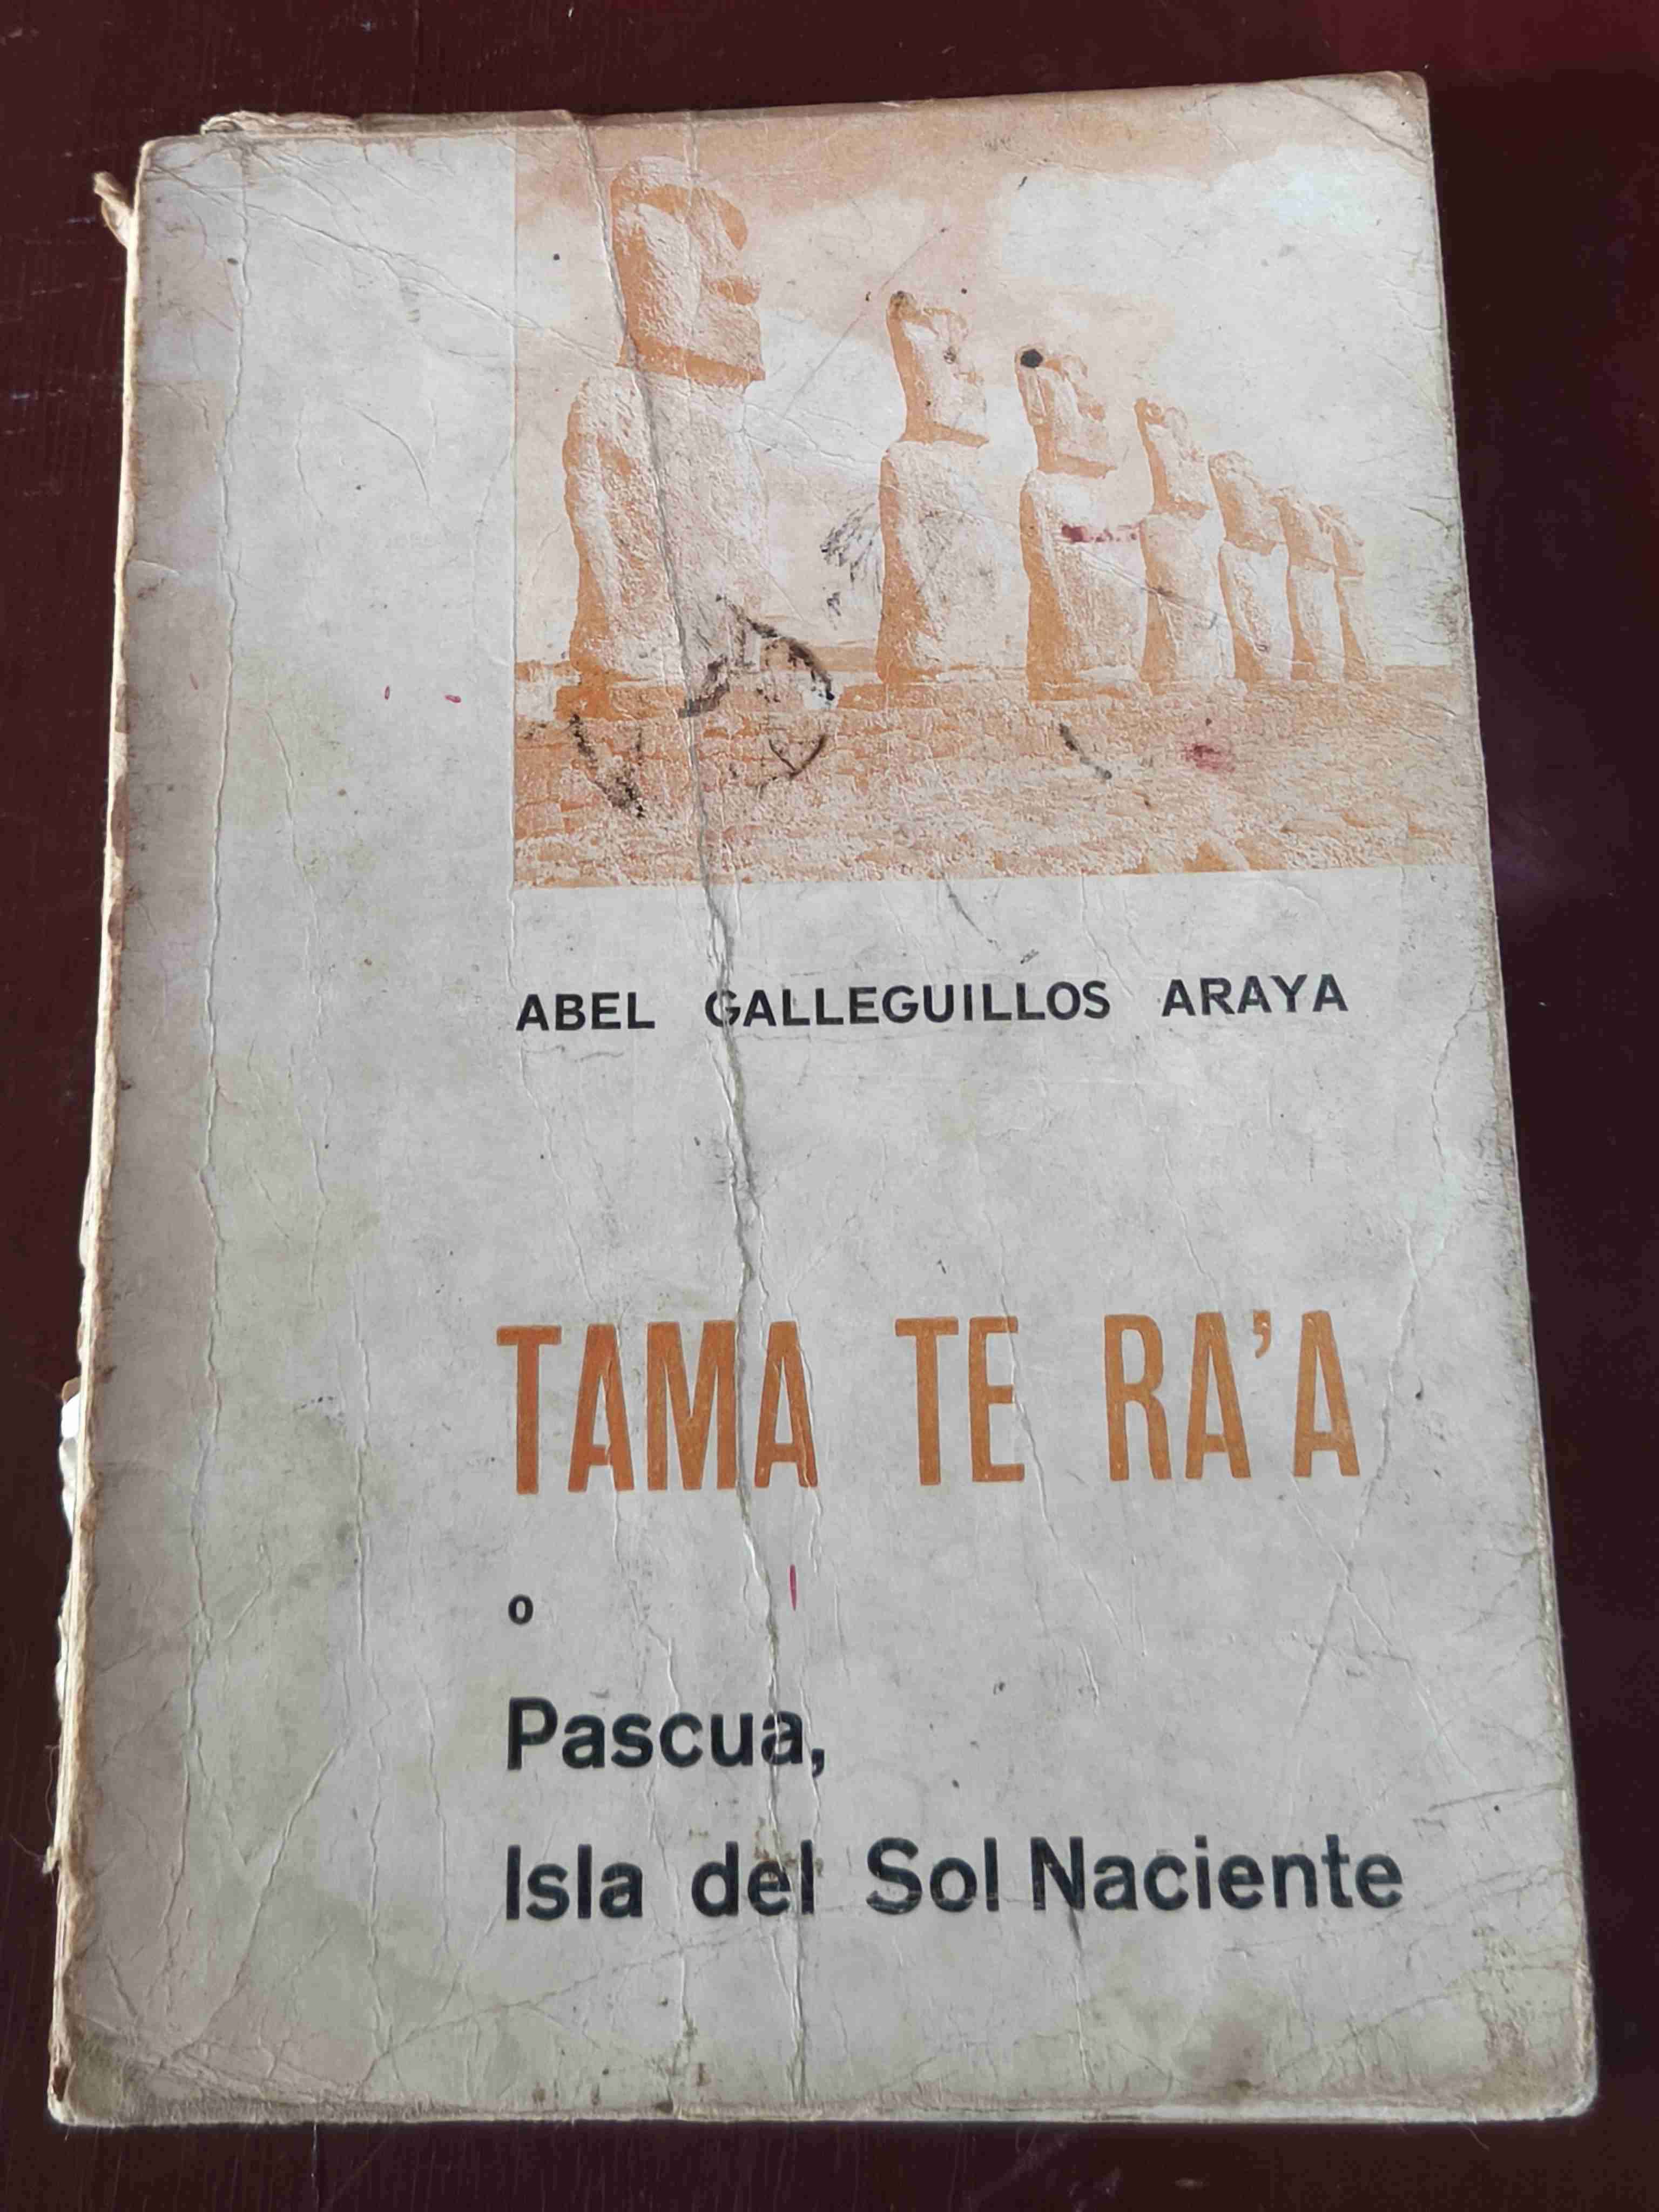 ABEL GALLEGUILLOS ARAYA
TAMA TE RA'A
o
Pascua,
Isla del Sol Naciente